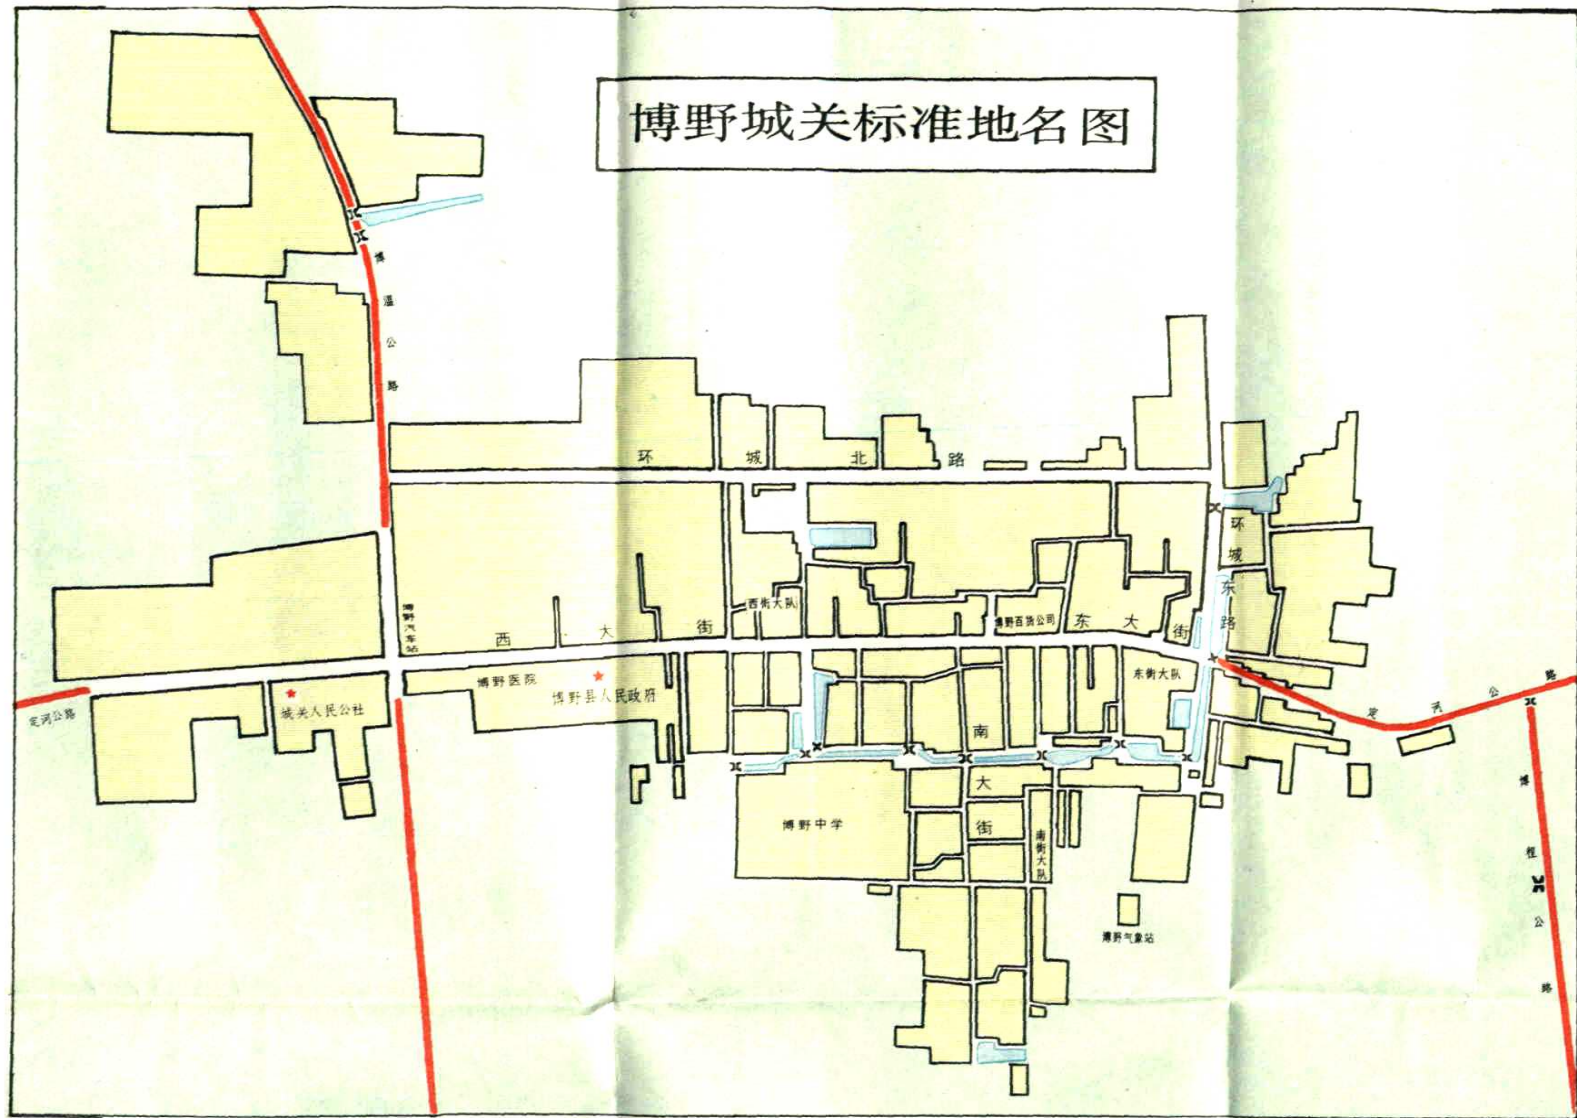 博野城关标准地名图
博温公路
环城北路
环城东路
博野汽车站
西大街
西街大队
博野百货公司
东大街
定河公路
城关人民公社
博野医院
博野县人民政府
东街大队
定河公路
南大街
博野中学
南街大队
博野气象站
博程公路